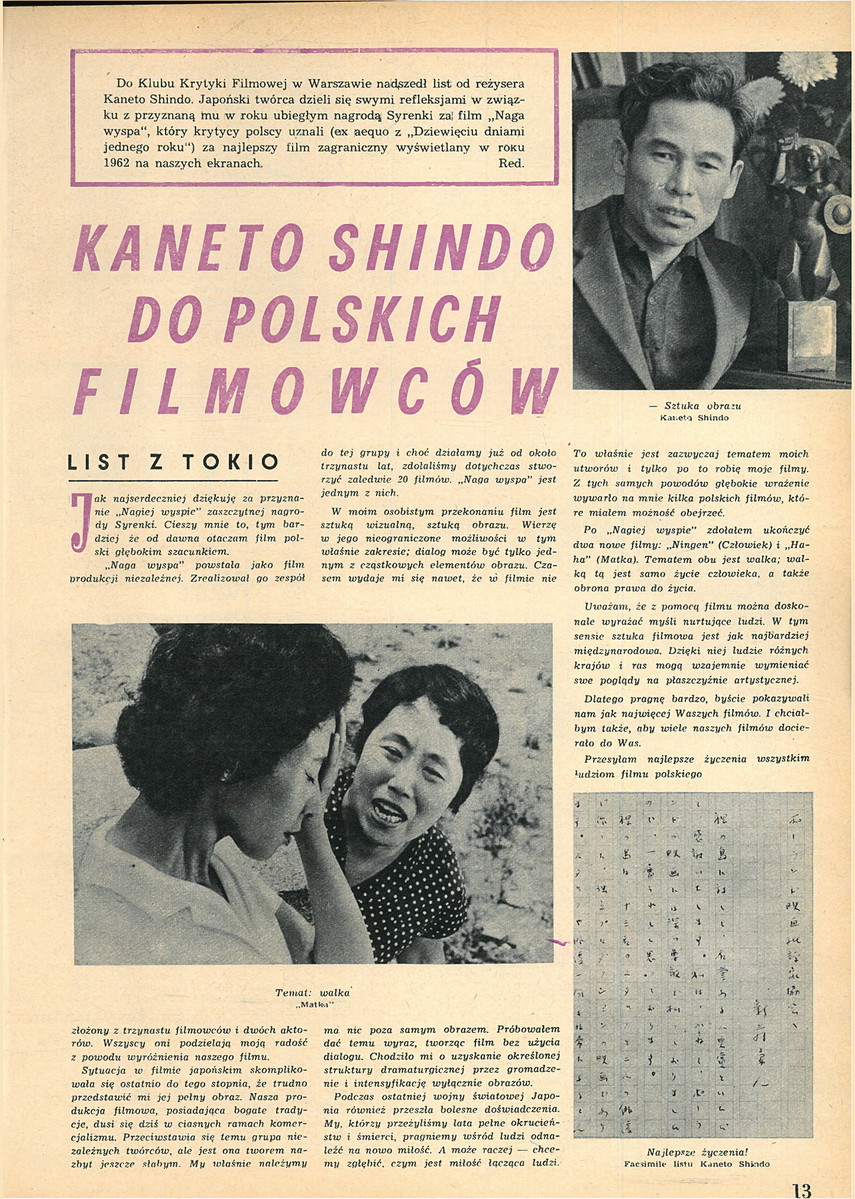 Do Klubu Krytyki Filmowej w Warszawie nadszedł list od reżysera
Kaneto Shindo. Japoński twórca dzieli się swymi refleksjami w związ-
ku z przyznaną mu w roku ubiegłym nagrodą Syrenki za film „Naga
wyspa“, który krytycy polscy uznali (ex aequo z „Dziewięciu dniami
jednego roku“) za najlepszy film zagraniczny wyświetlany w roku
1962 na naszych ekranach. Red.
KANETO SHINDO
DO POLSKICH
FILMOWCÓW
— Sztuka obrazu
Kaneto Shindo
LIST Z TOKIO
Jak najserdeczniej dziękuję za przyzna-
nie „Nagiej wyspie“ zaszczytnej nagro-
dy Syrenki. Cieszy mnie to, tym bar-
dziej że od dawna otaczam film pol-
ski głębokim szacunkiem.
„Naga wyspa“ powstała jako film
produkcji niezależnej. Zrealizował go zespół
złożony z trzynastu filmowców i dwóch akto-
rów. Wszyscy oni podzielają moją radość
z powodu wyróżnienia naszego filmu.
Sytuacja w filmie japońskim skompliko-
wała się ostatnio do tego stopnia, że trudno
przedstawić mi jej pełny obraz. Nasza pro-
dukcja filmowa, posiadająca bogate trady-
cje, dusi się dziś w ciasnych ramach komer-
cjalizmu. Przeciwstawia się temu grupa nie-
zależnych twórców, ale jest ona tworem na-
zbyt jeszcze słabym. My właśnie należymy
do tej grupy i choć działamy już od około
trzynastu lat, zdołaliśmy dotychczas stwo-
rzyć zaledwie 20 filmów. „Naga wyspa“ jest
jednym z nich.
W moim osobistym przekonaniu film jest
sztuką wizualną, sztuką obrazu. Wierzę
w jego nieograniczone możliwości w tym
właśnie zakresie; dialog może być tylko jed-
nym z cząstkowych elementów obrazu. Cza-
sem wydaje mi się nawet, że w filmie nie
ma nic poza samym obrazem. Próbowałem
dać temu wyraz, tworząc film bez użycia
dialogu. Chodziło mi o uzyskanie określonej
struktury dramaturgicznej przez gromadze-
nie i intensyfikację wyłącznie obrazów.
Podczas ostatniej wojny światowej Japo-
nia również przeszła bolesne doświadczenia.
My, którzy przeżyliśmy lata pełne okrucień-
stw i śmierci, pragniemy wśród ludzi odna-
leźć na nowo miłość. A może raczej — chce-
my zgłębić, czym jest miłość łącząca ludzi.
To właśnie jest zazwyczaj tematem moich
utworów i tylko po to robię moje filmy.
Z tych samych powodów głębokie wrażenie
wywarło na mnie kilka polskich filmów, któ-
re miałem możność obejrzeć.
Po „Nagiej wyspie“ zdołałem ukończyć
dwa nowe filmy: „Ningen“ (Człowiek) i „Ha-
ha“ (Matka). Tematem obu jest walka; wal-
ką tą jest samo życie człowieka, a także
obrona prawa do życia.
Uważam, że z pomocą filmu można dosko-
nale wyrażać myśli nurtujące ludzi. W tym
sensie sztuka filmowa jest jak najbardziej
międzynarodowa. Dzięki niej ludzie różnych
krajów i ras mogą wzajemnie wymieniać
swe poglądy na płaszczyźnie artystycznej.
Dlatego pragnę bardzo, byście pokazywali
nam jak najwięcej Waszych filmów. I chciał-
bym także, aby wiele naszych filmów docie-
rało do Was.
Przesyłam najlepsze życzenia wszystkim
ludziom filmu polskiego
Temat: walka
„Matka“
新藤兼人
Najlepsze życzenia!
Facsimile listu Kaneto Shindo
13